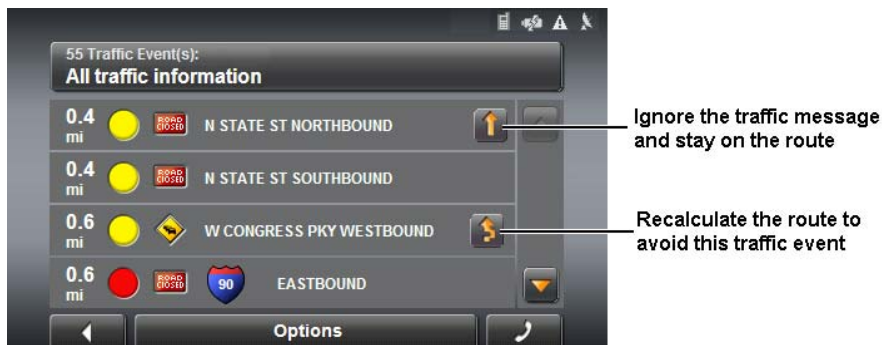 55 Traffic Event(s):
All traffic information
0.4
mi
ROAD CLOSED
N STATE ST NORTHBOUND
Ignore the traffic message
and stay on the route
0.4
mi
ROAD CLOSED
N STATE ST SOUTHBOUND
0.6
mi
W CONGRESS PKY WESTBOUND
Recalculate the route to
avoid this traffic event
0.6
mi
ROAD CLOSED
90
EASTBOUND
Options